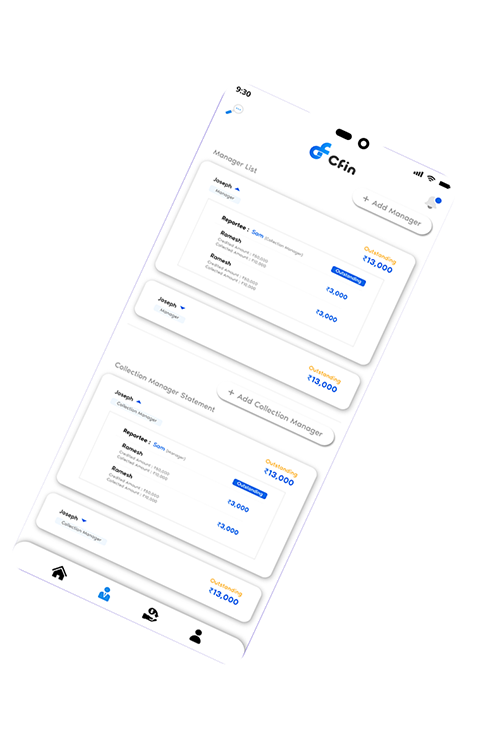 9:30
Cfin
Manager List
+ Add Manager
Joseph
Manager
Outstanding
₹13,000
Reportee : Sam (Collection Manager)
Outstanding
Ramesh
Credited amount : ₹60,000
Collected amount : ₹10,000
₹3,000
Ramesh
Credited amount : ₹60,000
Collected amount : ₹10,000
₹3,000
Joseph
Manager
Outstanding
₹13,000
Collection Manager Statement
+ Add Collection Manager
Joseph
Collection Manager
Outstanding
₹13,000
Reportee : Sam (Manager)
Outstanding
Ramesh
Credited amount : ₹60,000
Collected amount : ₹10,000
₹3,000
Ramesh
Credited amount : ₹60,000
Collected amount : ₹10,000
₹3,000
Joseph
Collection Manager
Outstanding
₹13,000